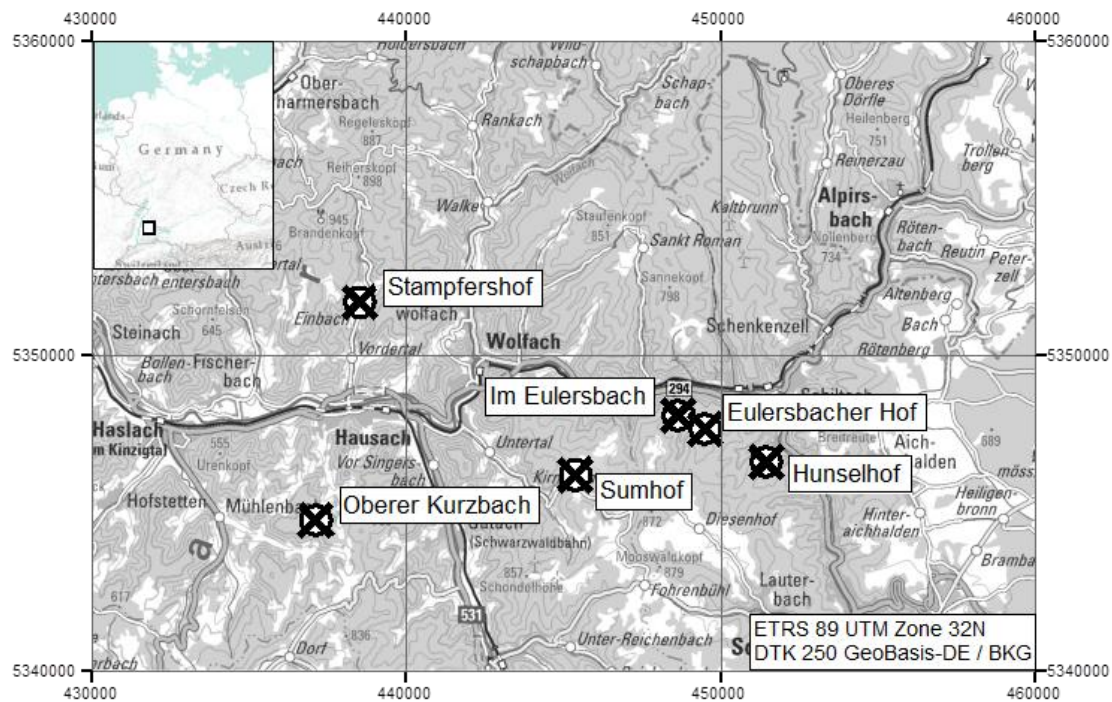 430000
440000
450000
460000
5360000
5360000
Germany
Czech R
Ober-
harmersbach
Regeleskopf
887
Reiherskopf
898
945
Brandenkopf
Rankach
Wild-
schapbach
Schap-
bach
Wolfach
Walke
Staufenkopf
851
Sankt Roman
Sannekopf
798
Kaltbrunn
Oberes
Dörfle
Heilenberg
751
Reinerzau
Trollen
berg
Alpirs-
bach
Nollenberg
734
Röten-
bach
Reutin
Peter-
zell
Altenberg
Bach
Rötenberg
Schenkenzell
Stampfershof
wolfach
Einbach
Vordertal
Schornfelsen
645
Steinach
Bollen-
bach
Fischer-
bach
5350000
5350000
Wolfach
294
Im Eulersbach
Eulersbacher Hof
Hunselhof
Sumhof
Oberer Kurzbach
Haslach
Hausach
Untertal
Vor Singers-
bach
555
Urenkopf
Hofstetten
Mühlenba
a
r
Breitreute
Aich-
halden
689
Heiligen-
bronn
Hinter-
aichhalden
Bramba
872
Diesenhof
Mooswaldkopf
879
Fohrenbühl
Lauter-
bach
(Schwarzwaldbahn)
857
Schondelhöhe
531
617
836
Dorf
Unter-Reichenbach
ETRS 89 UTM Zone 32N
DTK 250 GeoBasis-DE / BKG
5340000
5340000
430000
440000
450000
460000